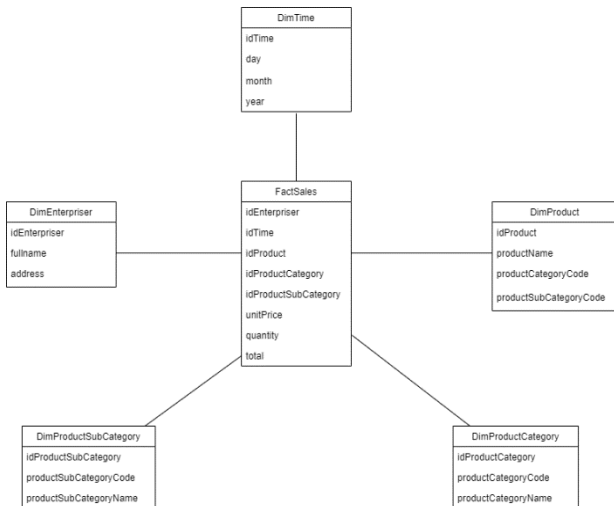 DimTime
idTime
day
month
year
DimEnterpriser
idEnterpriser
fullname
address
FactSales
idEnterpriser
idTime
idProduct
idProductCategory
idProductSubCategory
unitPrice
quantity
total
DimProduct
idProduct
productName
productCategoryCode
productSubCategoryCode
DimProductSubCategory
idProductSubCategory
productSubCategoryCode
productSubCategoryName
DimProductCategory
idProductCategory
productCategoryCode
productCategoryName